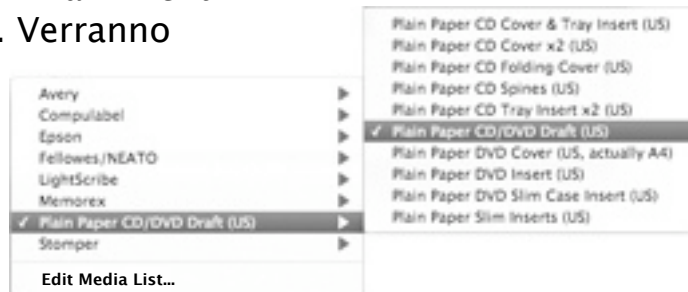 . Verranno
Avery
Compulabel
Epson
Fellowes/NEATO
LightScribe
Memorex
✓ Plain Paper CD/DVD Draft (US)
Stomper
Edit Media List...
Plain Paper CD Cover & Tray Insert (US)
Plain Paper CD Cover x2 (US)
Plain Paper CD Folding Cover (US)
Plain Paper CD Spines (US)
Plain Paper CD Tray Insert x2 (US)
✓ Plain Paper CD/DVD Draft (US)
Plain Paper DVD Cover (US, actually A4)
Plain Paper DVD Insert (US)
Plain Paper DVD Slim Case Insert (US)
Plain Paper Slim Inserts (US)